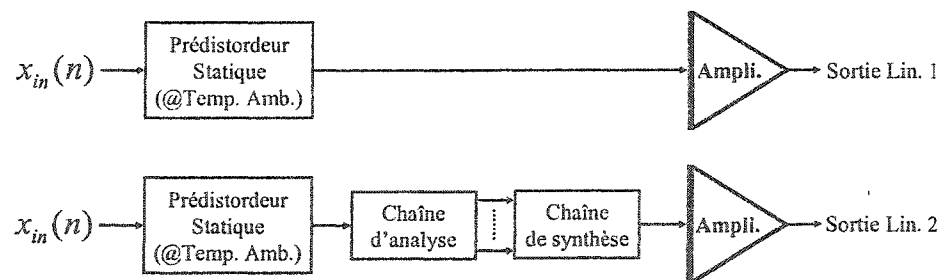 x_in(n)
Prédistordeur
Statique
(@Temp. Amb.)
Ampli.
Sortie Lin. 1
x_in(n)
Prédistordeur
Statique
(@Temp. Amb.)
Chaîne
d'analyse
Chaîne
de synthèse
Ampli.
Sortie Lin. 2